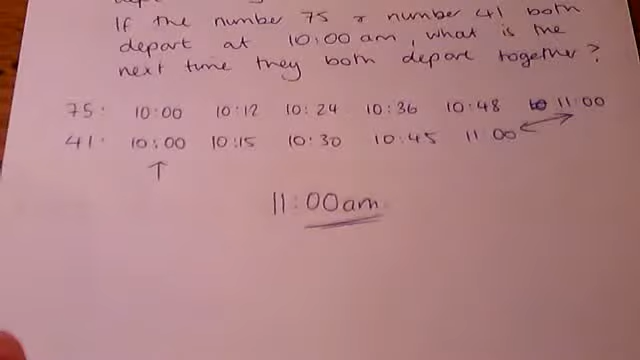 If the number 75 & number 41 both
depart at 10:00 am, what is the
next time they both depart together?
75: 10:00 10:12 10:24 10:36 10:48 11:00
41: 10:00 10:15 10:30 10:45 11:00
11:00am